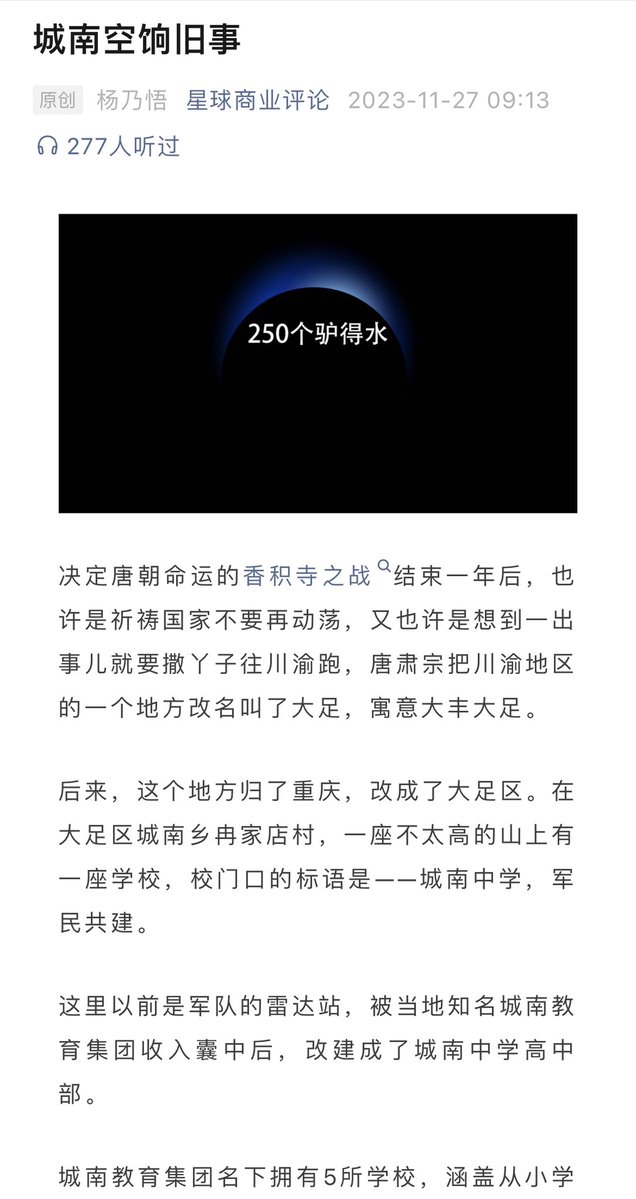 城南空饷旧事
原创 杨乃悟 星球商业评论 2023-11-27 09:13
277人听过
250个驴得水
决定唐朝命运的香积寺之战结束一年后，也
许是祈祷国家不要再动荡，又也许是想到一出
事儿就要撒丫子往川渝跑，唐肃宗把川渝地区
的一个地方改名叫了大足，寓意大丰大足。
后来，这个地方归了重庆，改成了大足区。在
大足区城南乡冉家店村，一座不太高的山上有
一座学校，校门口的标语是——城南中学，军
民共建。
这里以前是军队的雷达站，被当地知名城南教
育集团收入囊中后，改建成了城南中学高中
部。
城南教育集团名下拥有5所学校，涵盖从小学